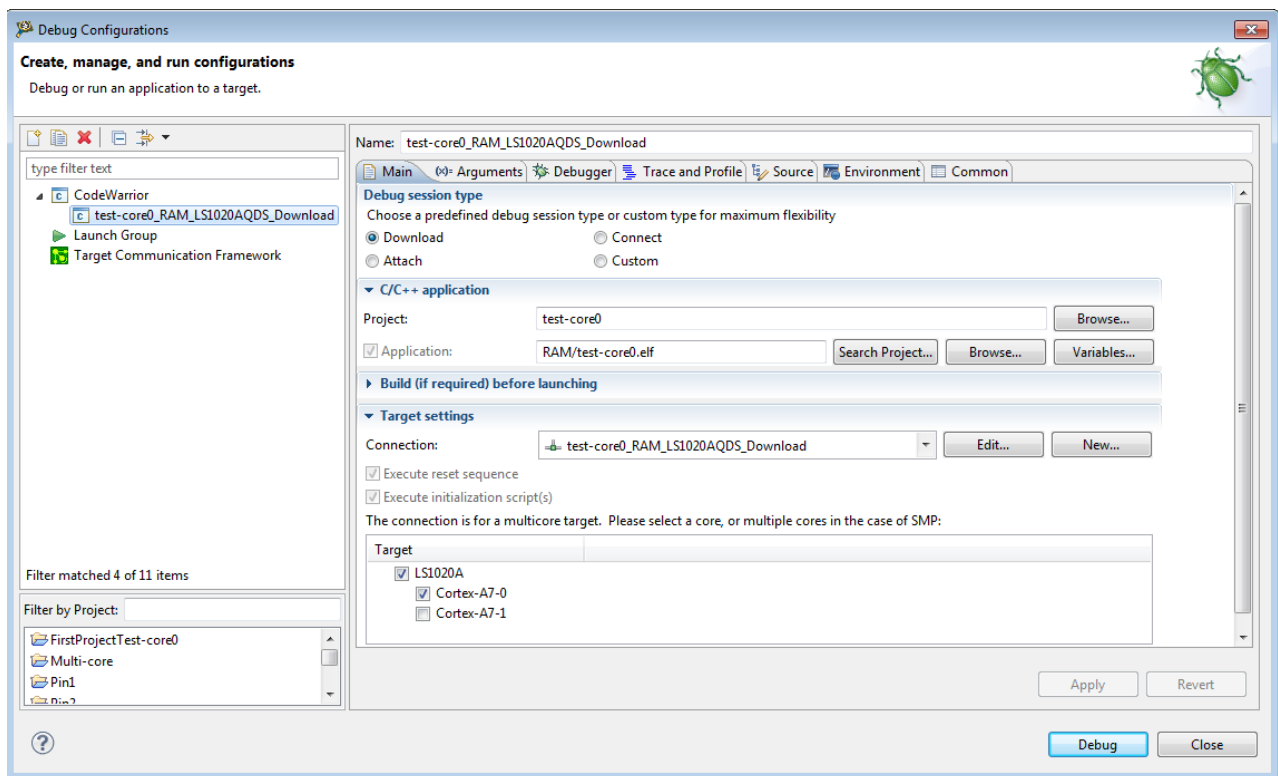 Debug Configurations
Create, manage, and run configurations
Debug or run an application to a target.
type filter text
CodeWarrior
test-core0_RAM_LS1020AQDS_Download
Launch Group
Target Communication Framework
Filter matched 4 of 11 items
Filter by Project:
FirstProjectTest-core0
Multi-core
Pin1
Pin2
Name: test-core0_RAM_LS1020AQDS_Download
Main (x)= Arguments Debugger Trace and Profile Source Environment Common
Debug session type
Choose a predefined debug session type or custom type for maximum flexibility
Download Connect
Attach Custom
C/C++ application
Project: test-core0 Browse...
Application: RAM/test-core0.elf Search Project... Browse... Variables...
Build (if required) before launching
Target settings
Connection: test-core0_RAM_LS1020AQDS_Download Edit... New...
Execute reset sequence
Execute initialization script(s)
The connection is for a multicore target. Please select a core, or multiple cores in the case of SMP:
Target
LS1020A
Cortex-A7-0
Cortex-A7-1
Apply Revert
Debug Close